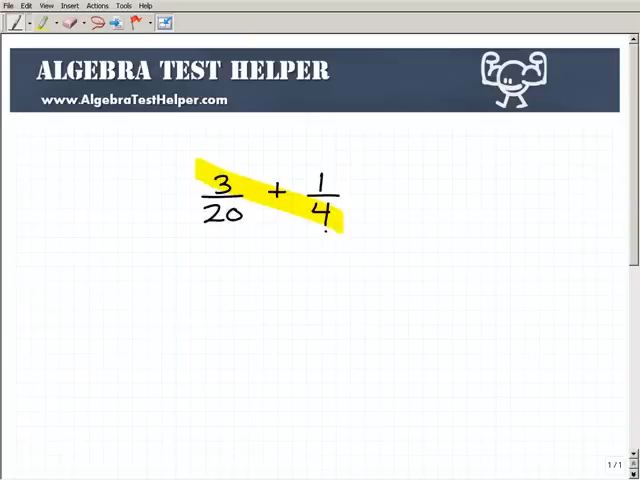 File Edit View Insert Actions Tools Help
ALGEBRA TEST HELPER
www.AlgebraTestHelper.com
3/20 + 1/4
1/1